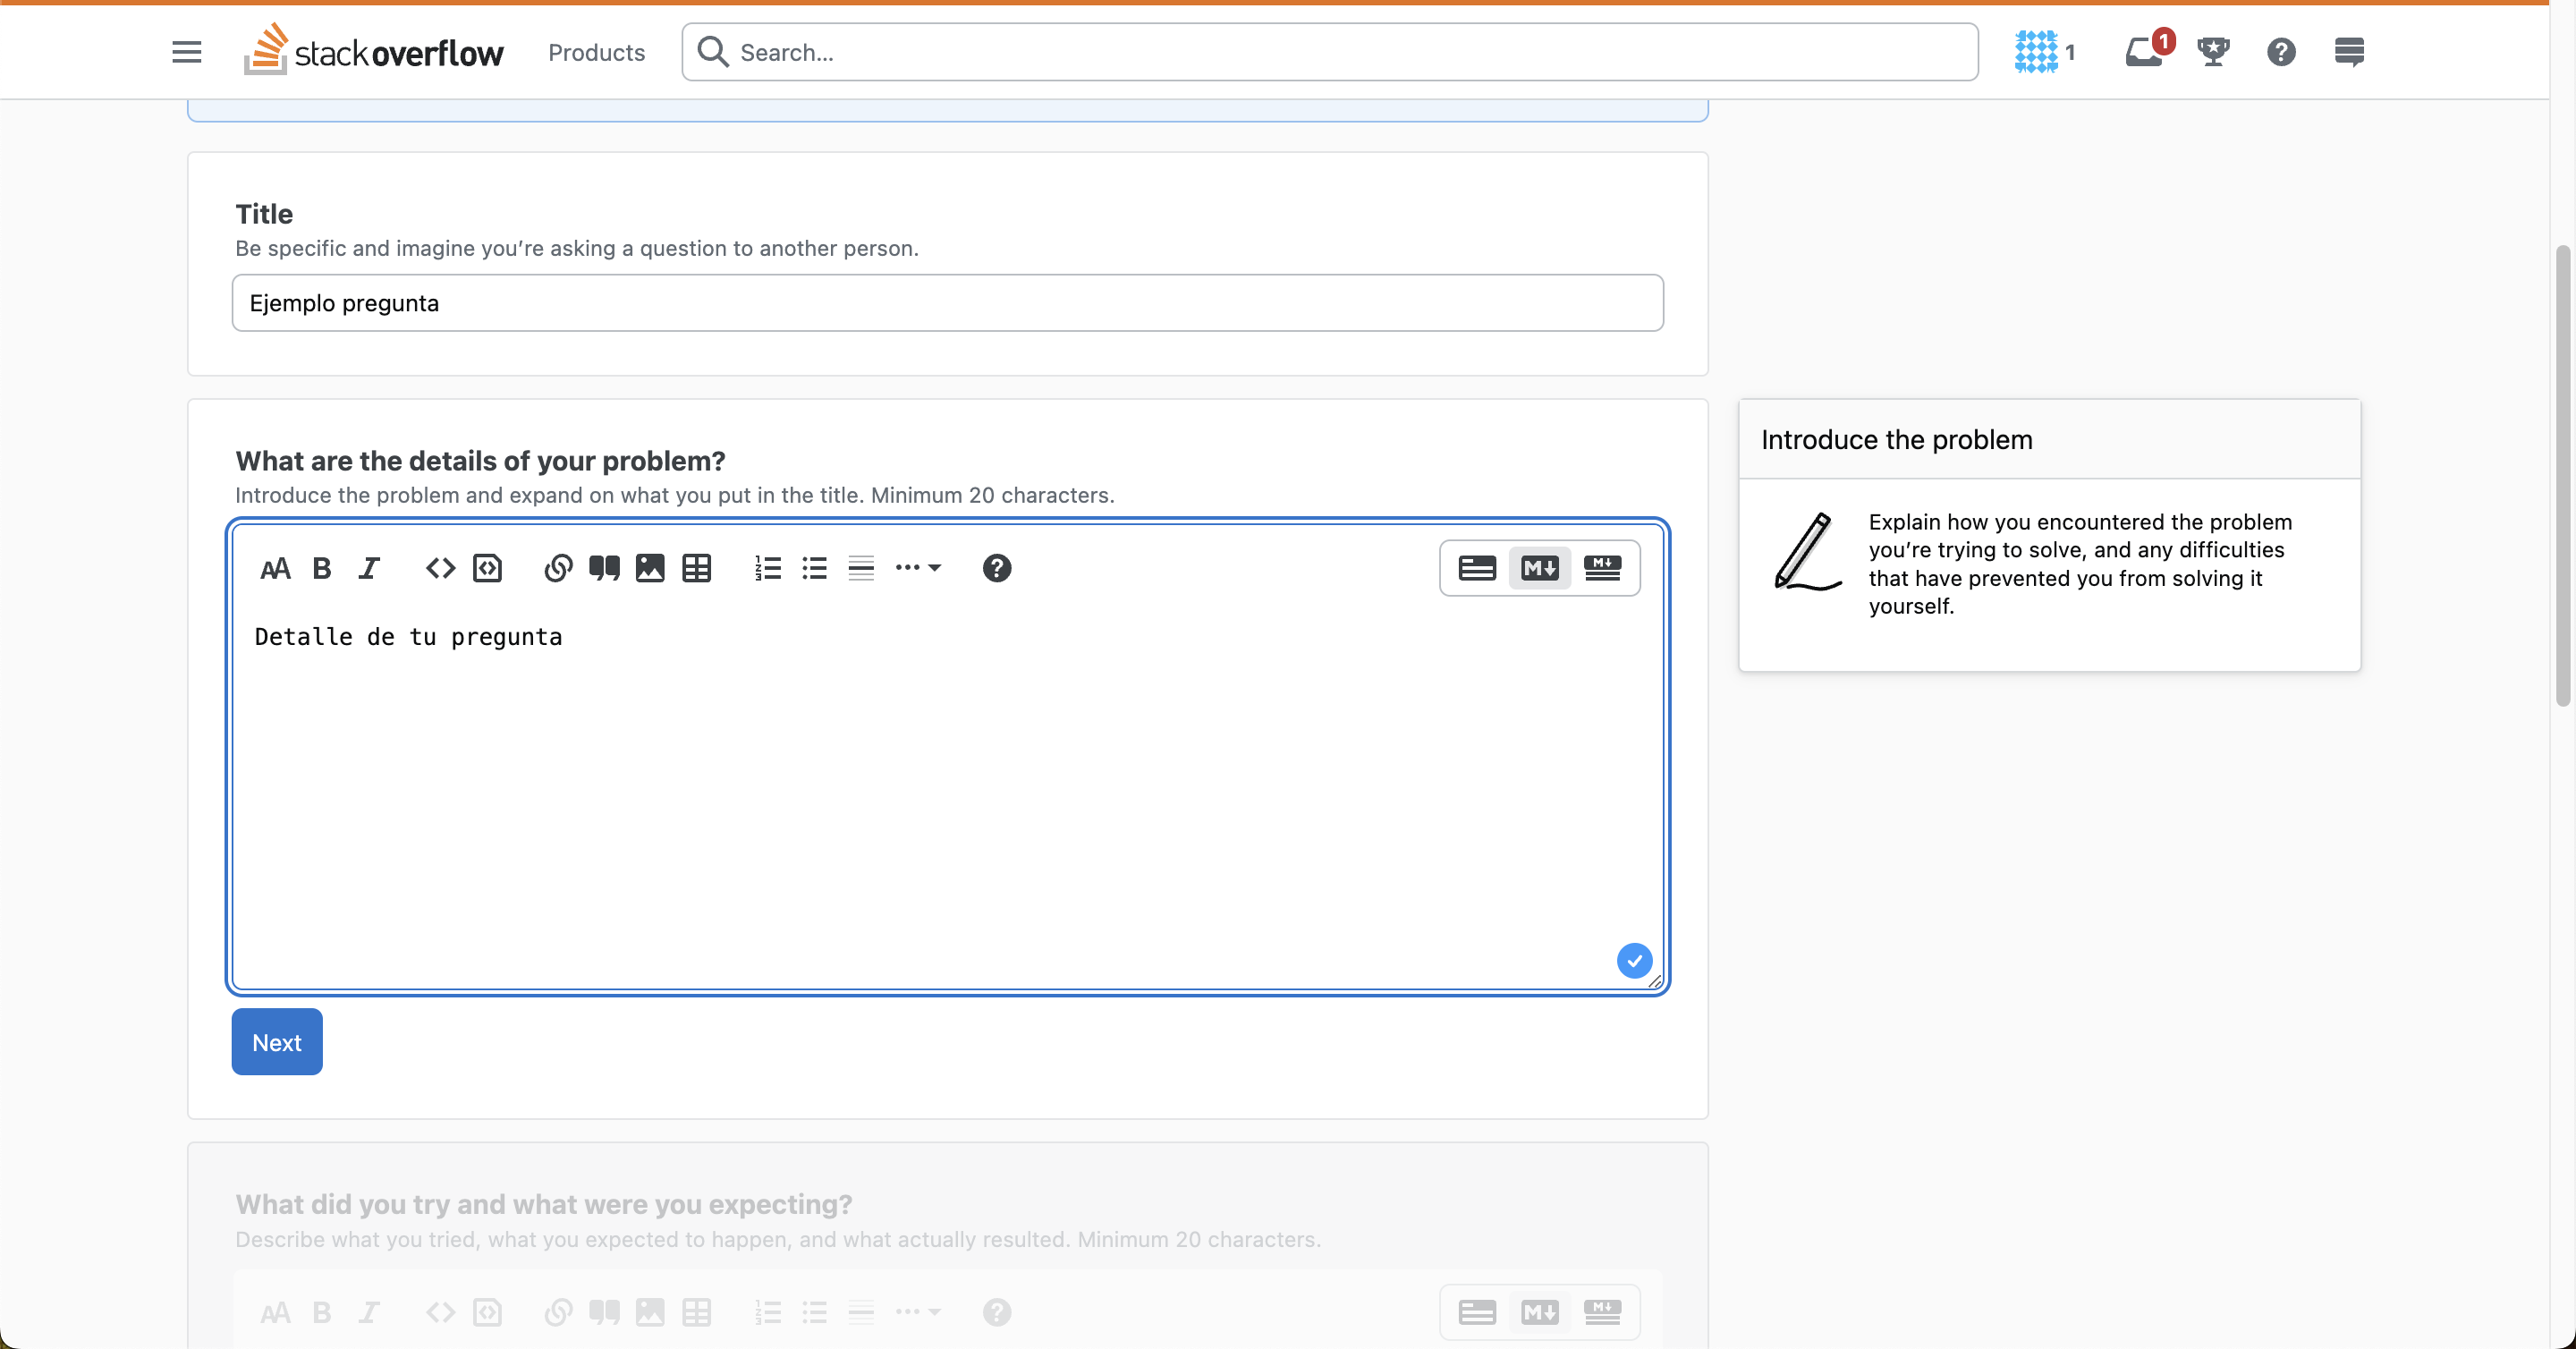 stackoverflow
Products
Search...
1
1
Title
Be specific and imagine you’re asking a question to another person.
Ejemplo pregunta
What are the details of your problem?
Introduce the problem and expand on what you put in the title. Minimum 20 characters.
AA B I
M
M
Detalle de tu pregunta
Next
Introduce the problem
Explain how you encountered the problem
you’re trying to solve, and any difficulties
that have prevented you from solving it
yourself.
What did you try and what were you expecting?
Describe what you tried, what you expected to happen, and what actually resulted. Minimum 20 characters.
AA B I
M
M